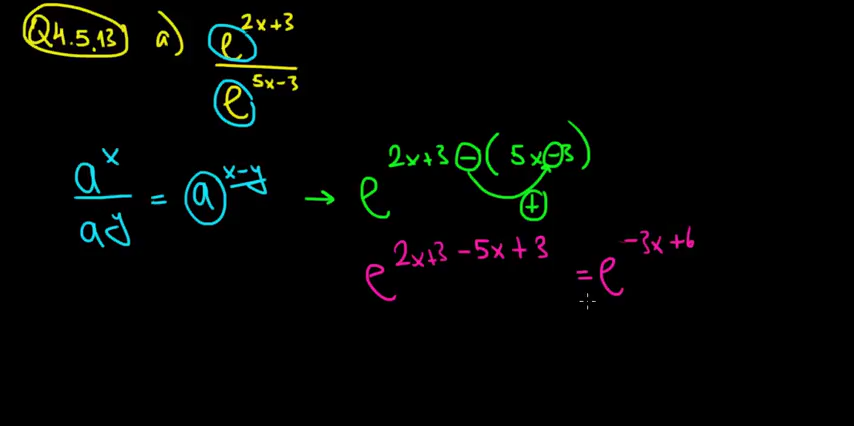 Q4.5.13 a) e^{2x+3} / e^{5x-3}
a^x / a^y = a^{x-y} → e^{2x+3-(5x-3)}
+
e^{2x+3-5x+3} = e^{-3x+6}